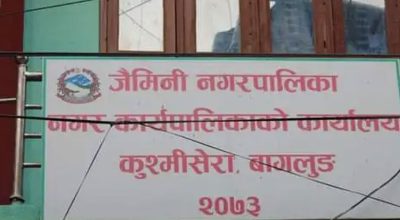 जैमिनी नगरपालिका
नगर कार्यपालिकाको कार्यालय
कुश्मीसेरा, बागलुङ
२०७३